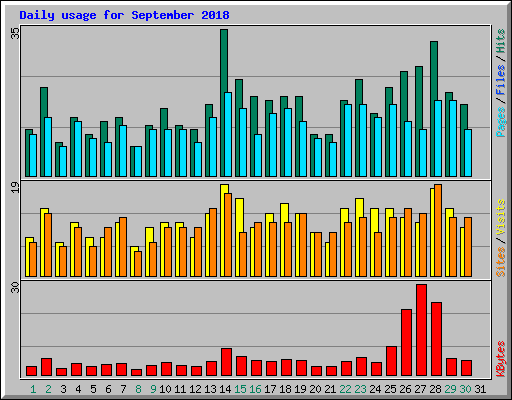 Daily usage for September 2018
35
Pages / Files / Hits
19
Sites / Visits
30
KBytes
1 2 3 4 5 6 7 8 9 10 11 12 13 14 15 16 17 18 19 20 21 22 23 24 25 26 27 28 29 30 31